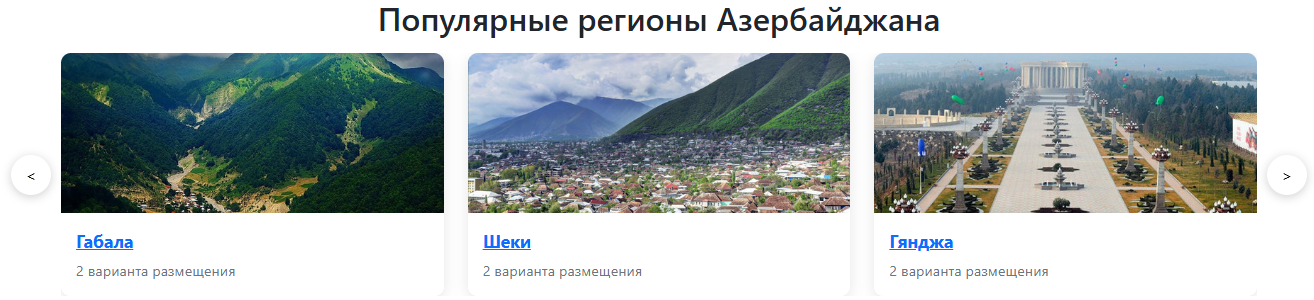 Популярные регионы Азербайджана
<
>
Габала
2 варианта размещения
Шеки
2 варианта размещения
Гянджа
2 варианта размещения